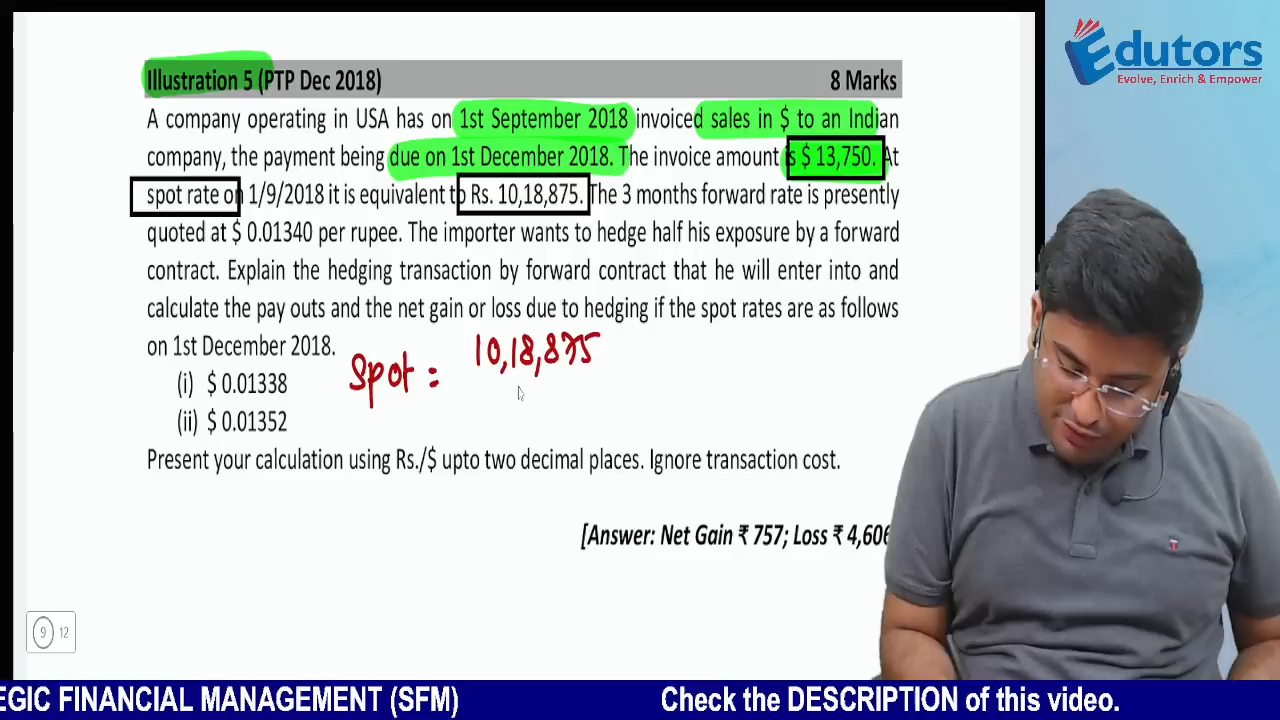 Illustration 5 (PTP Dec 2018) 8 Marks
A company operating in USA has on 1st September 2018 invoiced sales in $ to an Indian
company, the payment being due on 1st December 2018. The invoice amount is $ 13,750. At
spot rate on 1/9/2018 it is equivalent to Rs. 10,18,875. The 3 months forward rate is presently
quoted at $ 0.01340 per rupee. The importer wants to hedge half his exposure by a forward
contract. Explain the hedging transaction by forward contract that he will enter into and
calculate the pay outs and the net gain or loss due to hedging if the spot rates are as follows
on 1st December 2018.
Spot = 10,18,875
(i) $ 0.01338
(ii) $ 0.01352
Present your calculation using Rs./$ upto two decimal places. Ignore transaction cost.
[Answer: Net Gain ₹ 757; Loss ₹ 4,606
9 12
Edutors
Evolve, Enrich & Empower
EGIC FINANCIAL MANAGEMENT (SFM) Check the DESCRIPTION of this video.